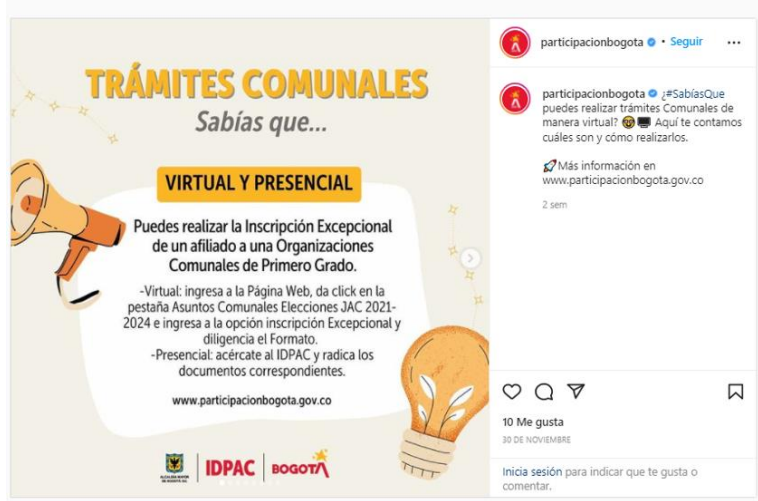 TRÁMITES COMUNALES
Sabías que...
VIRTUAL Y PRESENCIAL
Puedes realizar la Inscripción Excepcional
de un afiliado a una Organizaciones
Comunales de Primero Grado.
-Virtual: ingresa a la Página Web, da click en la
pestaña Asuntos Comunales Elecciones JAC 2021-
2024 e ingresa a la opción inscripción Excepcional y
diligencia el Formato.
-Presencial: acércate al IDPAC y radica los
documentos correspondientes.
www.participacionbogota.gov.co
ALCALDÍA MAYOR
DE BOGOTÁ D.C.
IDPAC
BOGOTÁ
participacionbogota • Seguir
participacionbogota ¿#SabíasQue
puedes realizar trámites Comunales de
manera virtual? 🤓🖥️ Aquí te contamos
cuáles son y cómo realizarlos.
🚀Más información en
www.participacionbogota.gov.co
2 sem
10 Me gusta
30 DE NOVIEMBRE
Inicia sesión para indicar que te gusta o
comentar.